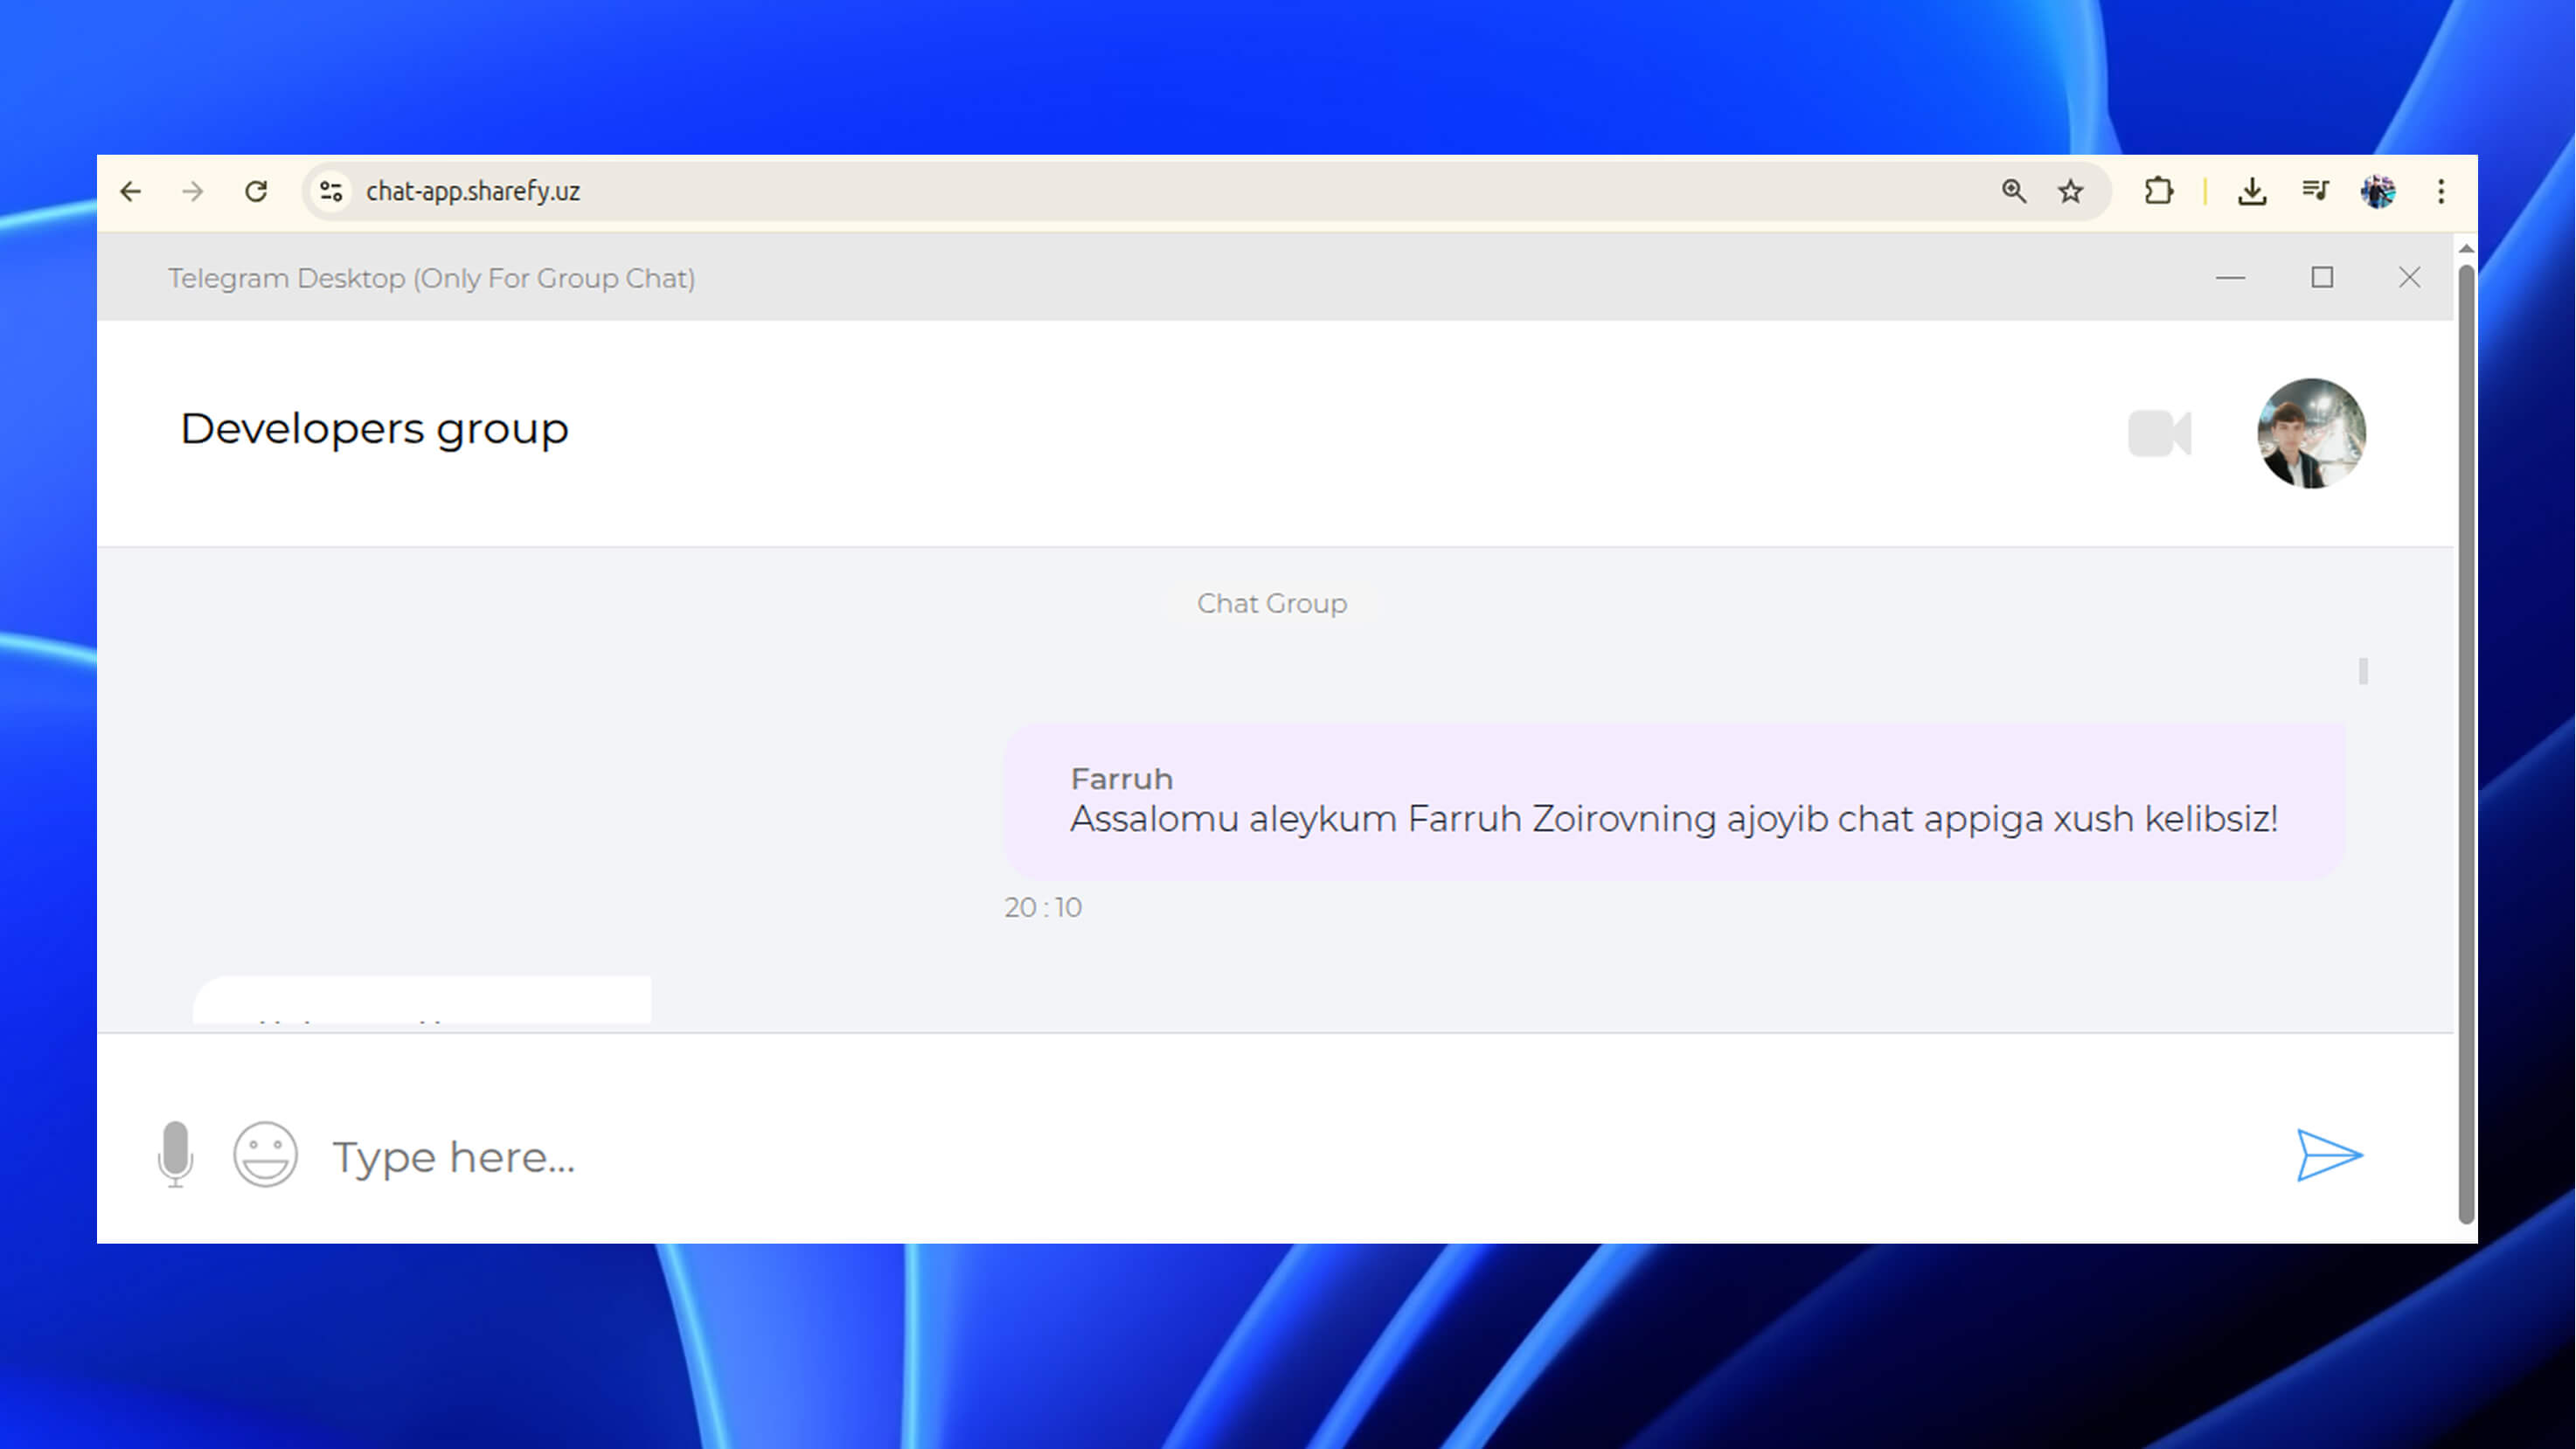 chat-app.sharefy.uz
Telegram Desktop (Only For Group Chat)
Developers group
Chat Group
Farruh
Assalomu aleykum Farruh Zoirovning ajoyib chat appiga xush kelibsiz!
20 : 10
Type here...